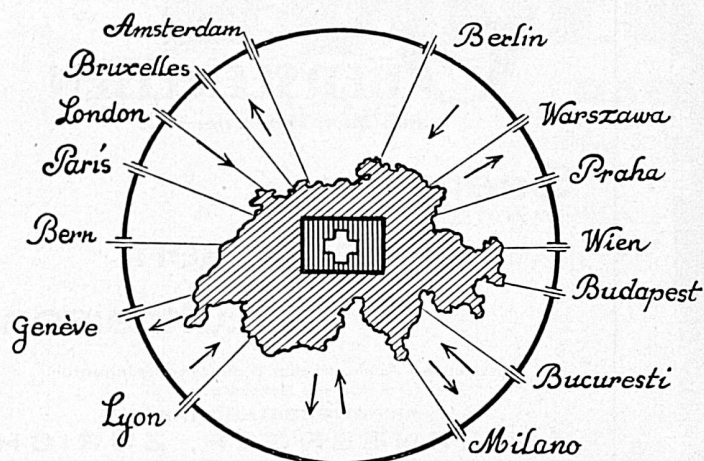 Amsterdam
Bruxelles
London
Paris
Bern
Genève
Lyon
Berlin
Warszawa
Praha
Wien
Budapest
Bucuresti
Milano